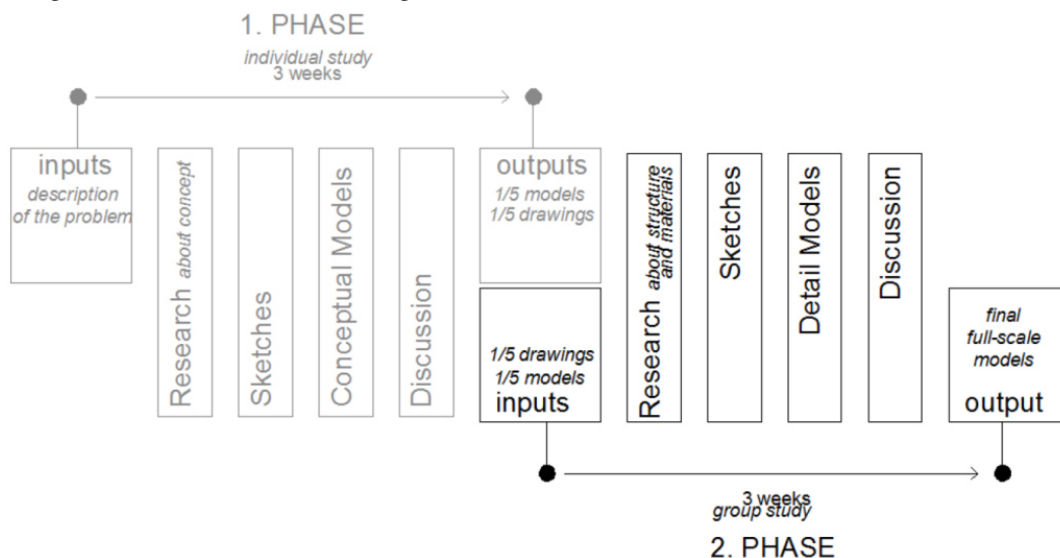 1. PHASE
individual study
3 weeks
inputs
description
of the problem
Research about concept
Sketches
Conceptual Models
Discussion
outputs
1/5 models
1/5 drawings
1/5 drawings
1/5 models
inputs
Research about structure
and materials
Sketches
Detail Models
Discussion
final
full-scale
models
output
3 weeks
group study
2. PHASE